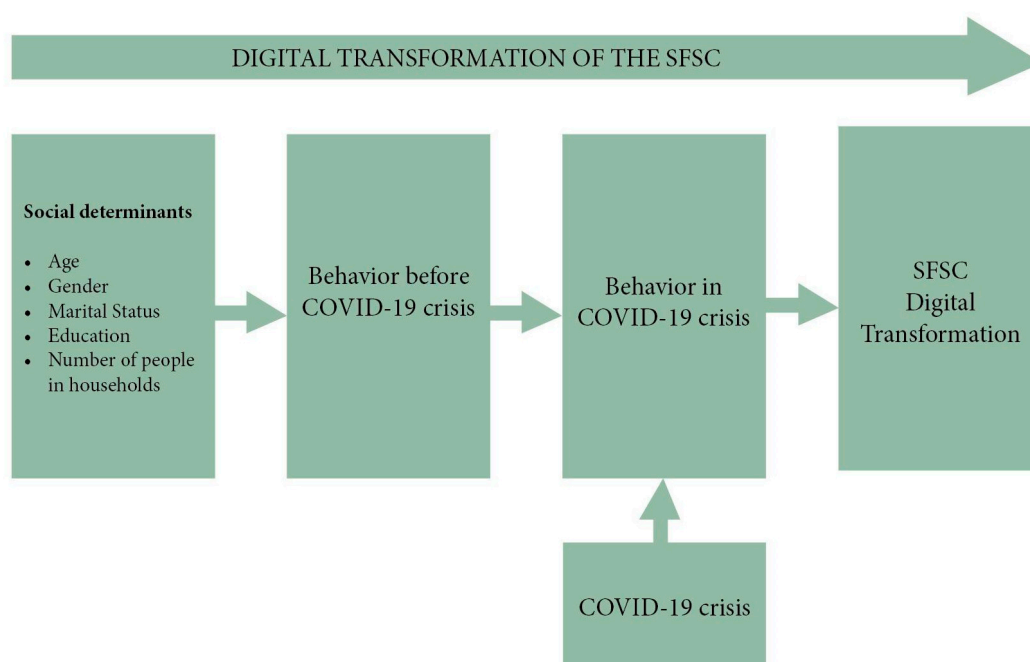 DIGITAL TRANSFORMATION OF THE SFSC
Social determinants
• Age
• Gender
• Marital Status
• Education
• Number of people
in households
Behavior before
COVID-19 crisis
Behavior in
COVID-19 crisis
SFSC
Digital
Transformation
COVID-19 crisis